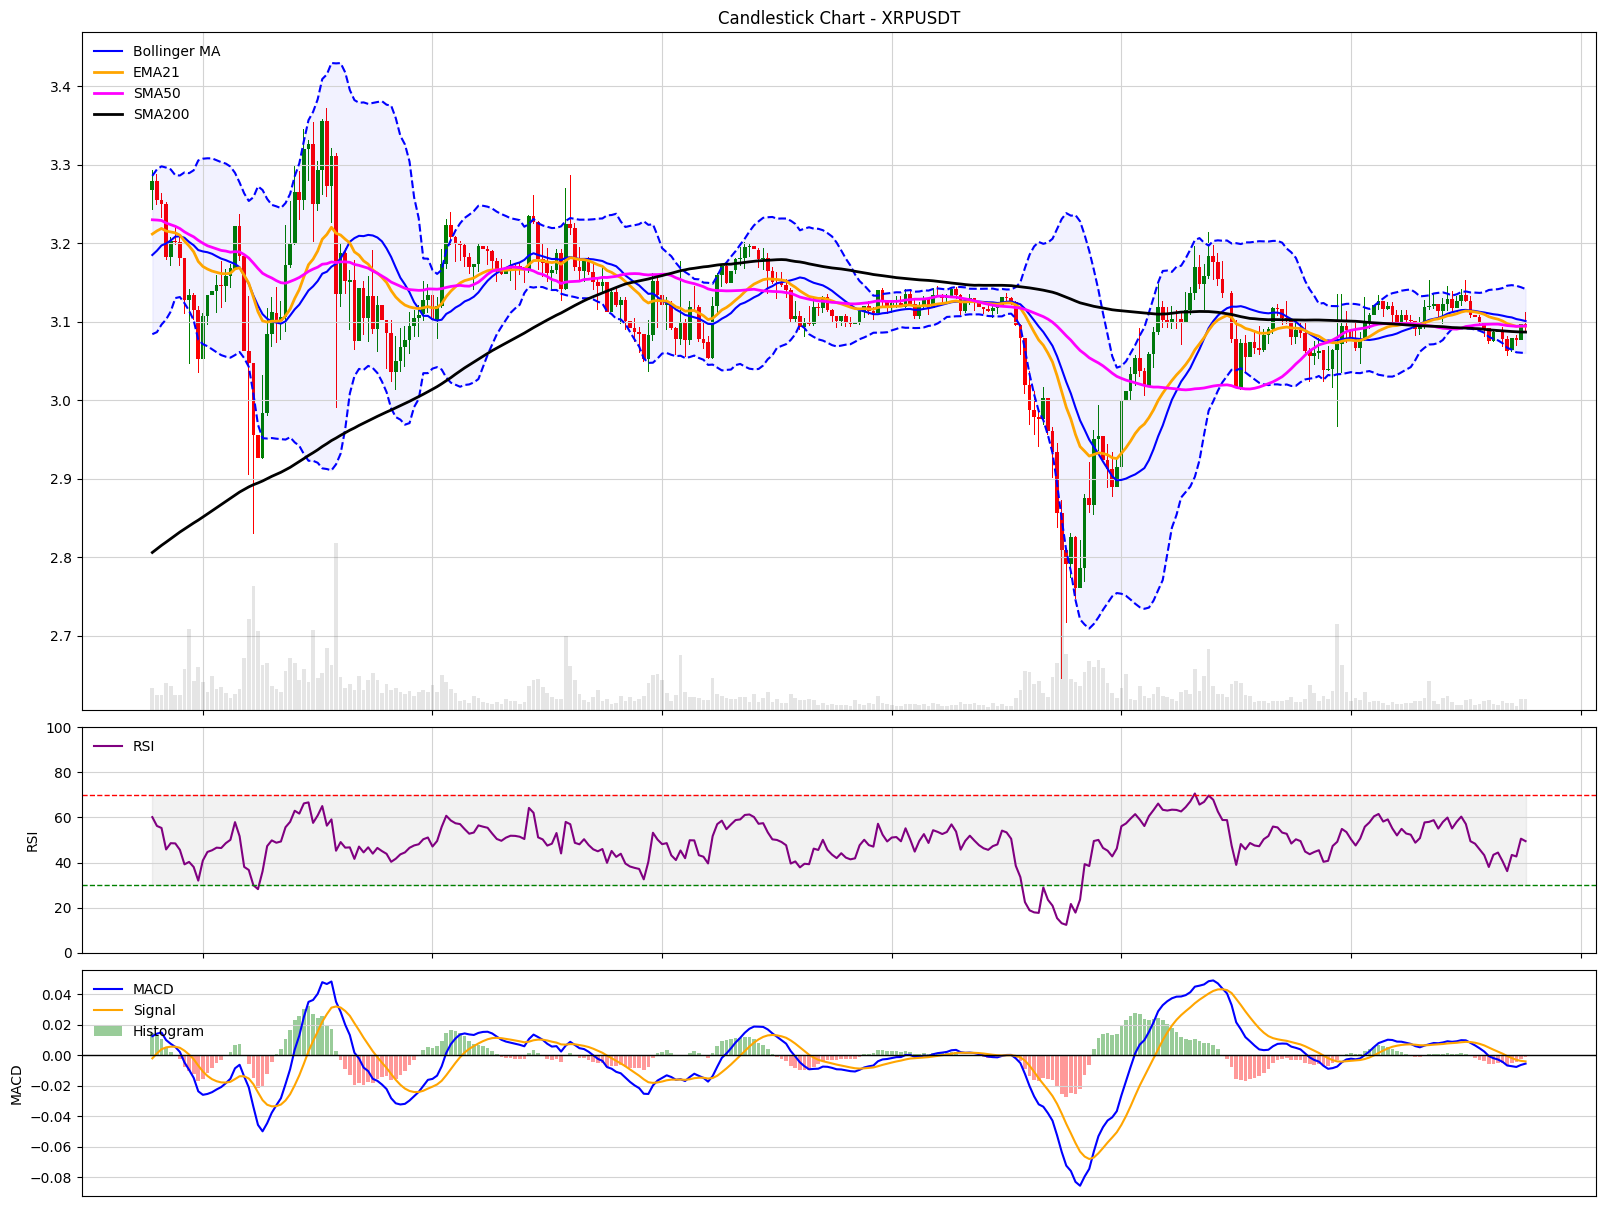 Candlestick Chart - XRPUSDT
Bollinger MA
EMA21
SMA50
SMA200
3.4
3.3
3.2
3.1
3.0
2.9
2.8
2.7
RSI
100
80
60
40
20
0
RSI
MACD
Signal
Histogram
0.04
0.02
0.00
−0.02
−0.04
−0.06
−0.08
MACD